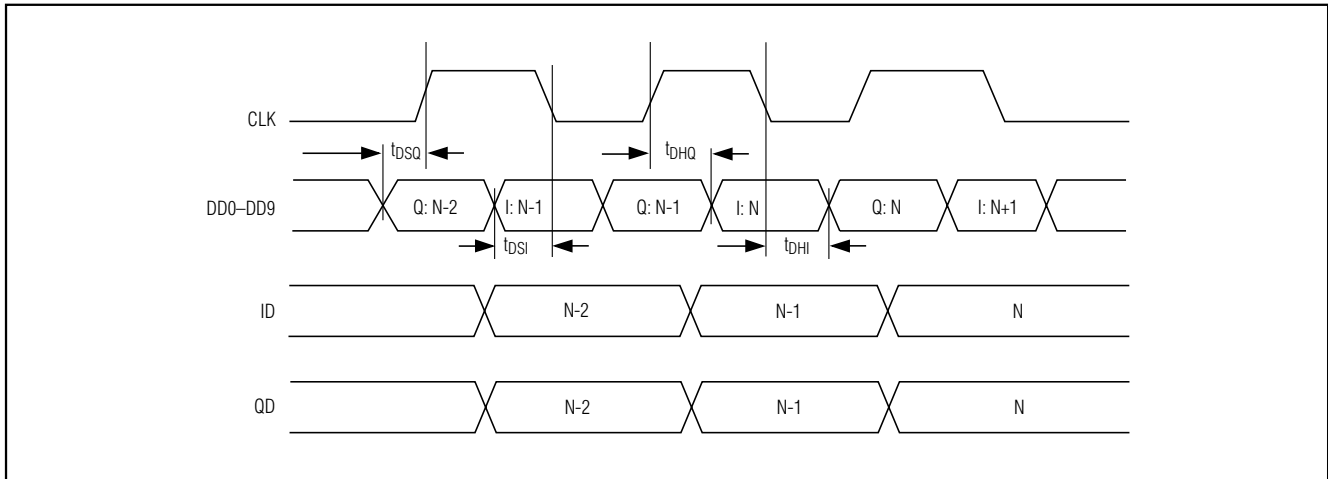 CLK
tDSQ
tDHQ
DD0–DD9
Q: N-2
I: N-1
Q: N-1
I: N
Q: N
I: N+1
tDSI
tDHI
ID
N-2
N-1
N
QD
N-2
N-1
N